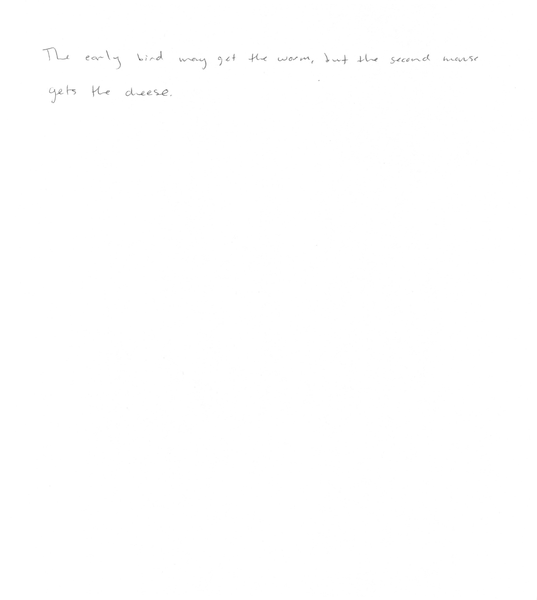 The early bird may get the worm, but the second mouse
gets the cheese.